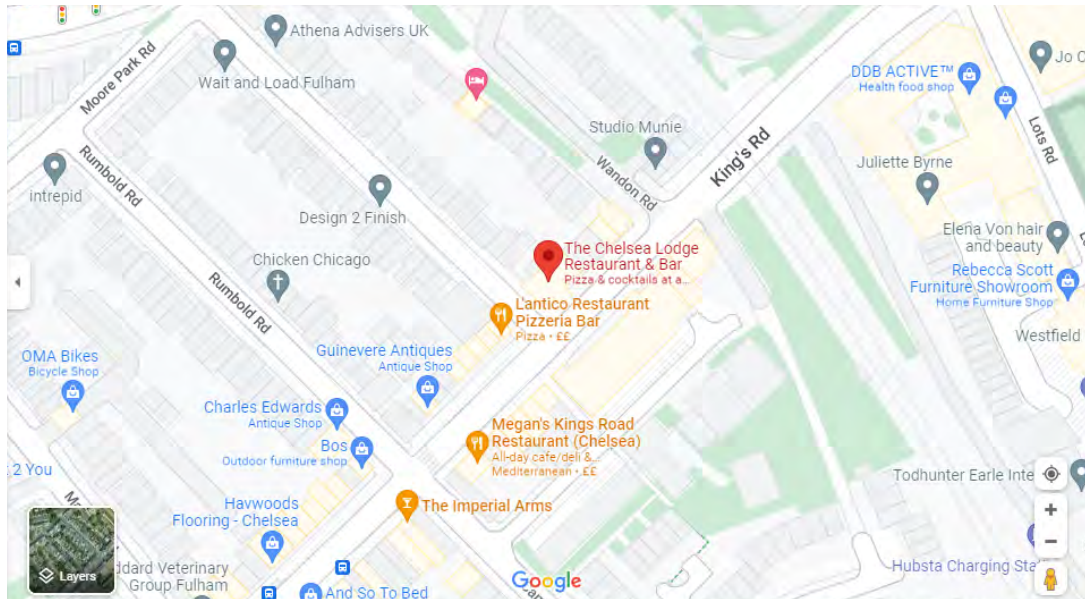 Athena Advisers UK
Wait and Load Fulham
Moore Park Rd
DDB ACTIVE™
Health food shop
Jo
Lots Rd
Studio Munie
King's Rd
Wandon Rd
Juliette Byrne
intrepid
Rumbold Rd
Design 2 Finish
Elena Von hair
and beauty
The Chelsea Lodge
Restaurant & Bar
Pizza & cocktails at a...
Chicken Chicago
Rebecca Scott
Furniture Showroom
Home Furniture Shop
Rumbold Rd
L'antico Restaurant
Pizzeria Bar
Pizza • ££
Westfield
OMA Bikes
Bicycle Shop
Guinevere Antiques
Antique Shop
Charles Edwards
Antique Shop
Megan's Kings Road
Restaurant (Chelsea)
All-day cafe/deli &...
Mediterranean • ££
Bos
Outdoor furniture shop
2 You
Todhunter Earle Inte
The Imperial Arms
Havwoods
Flooring - Chelsea
Layers
ddard Veterinary
Group Fulham
Google
Hubsta Charging Stat
And So To Bed